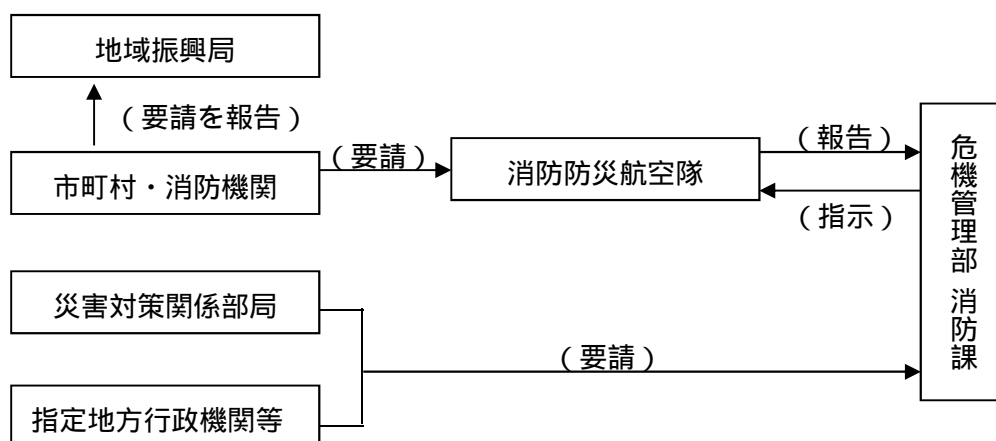 地域振興局
(要請を報告)
市町村・消防機関
(要請)
消防防災航空隊
(報告)
(指示)
危機管理部 消防課
災害対策関係部局
(要請)
指定地方行政機関等